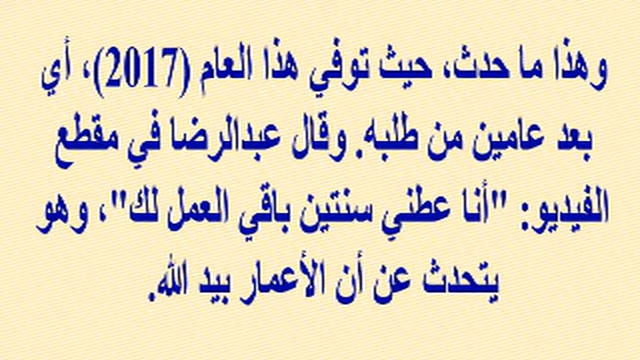 وهذا ما حدث، حيث توفي هذا العام (2017)، أي
بعد عامين من طلبه. وقال عبدالرضا في مقطع
الفيديو: "أنا عطني سنتين باقي العمل لك"، وهو
يتحدث عن أن الأعمار بيد الله.